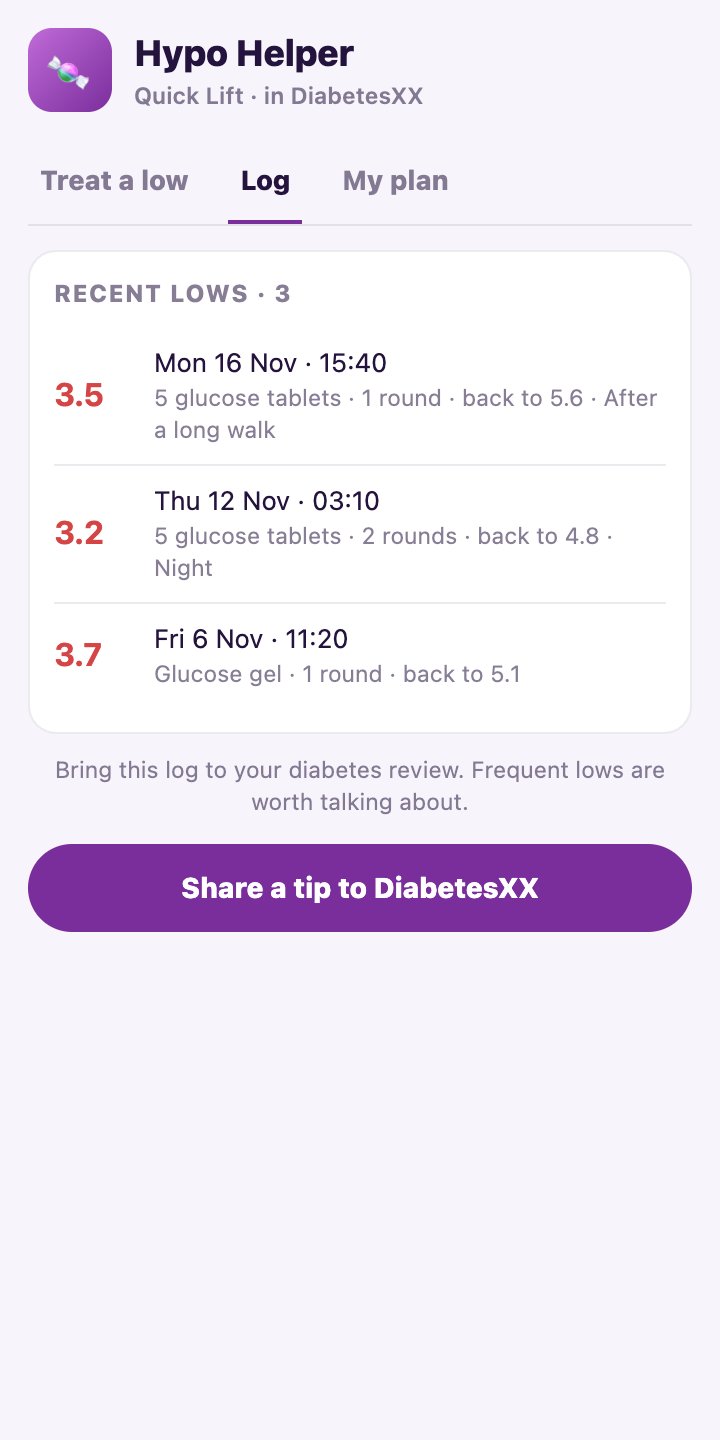 Hypo Helper
Quick Lift · in DiabetesXX
Treat a low
Log
My plan
RECENT LOWS · 3
3.5
Mon 16 Nov · 15:40
5 glucose tablets · 1 round · back to 5.6 · After
a long walk
3.2
Thu 12 Nov · 03:10
5 glucose tablets · 2 rounds · back to 4.8 ·
Night
3.7
Fri 6 Nov · 11:20
Glucose gel · 1 round · back to 5.1
Bring this log to your diabetes review. Frequent lows are
worth talking about.
Share a tip to DiabetesXX